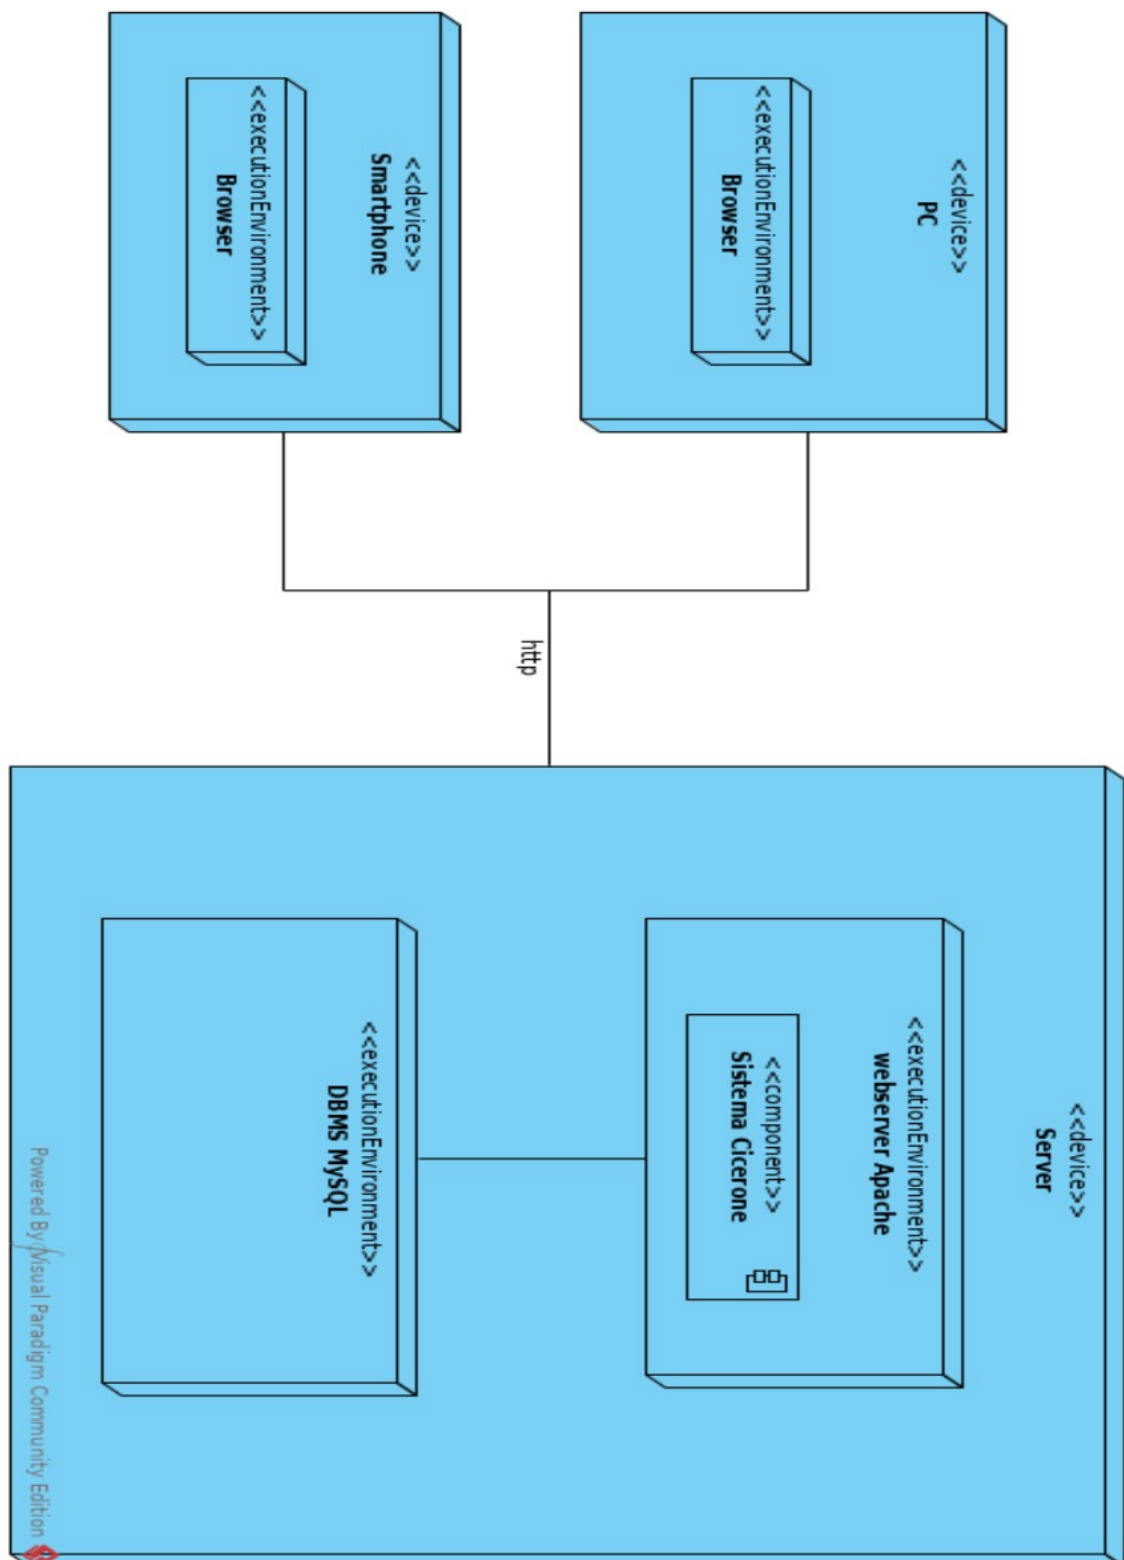 <<device>>
PC
<<executionEnvironment>>
Browser
<<device>>
Smartphone
<<executionEnvironment>>
Browser
http
<<device>>
Server
<<executionEnvironment>>
webserver Apache
<<component>>
Sistema Cicerone
<<executionEnvironment>>
DBMS MySQL
Powered By Visual Paradigm Community Edition